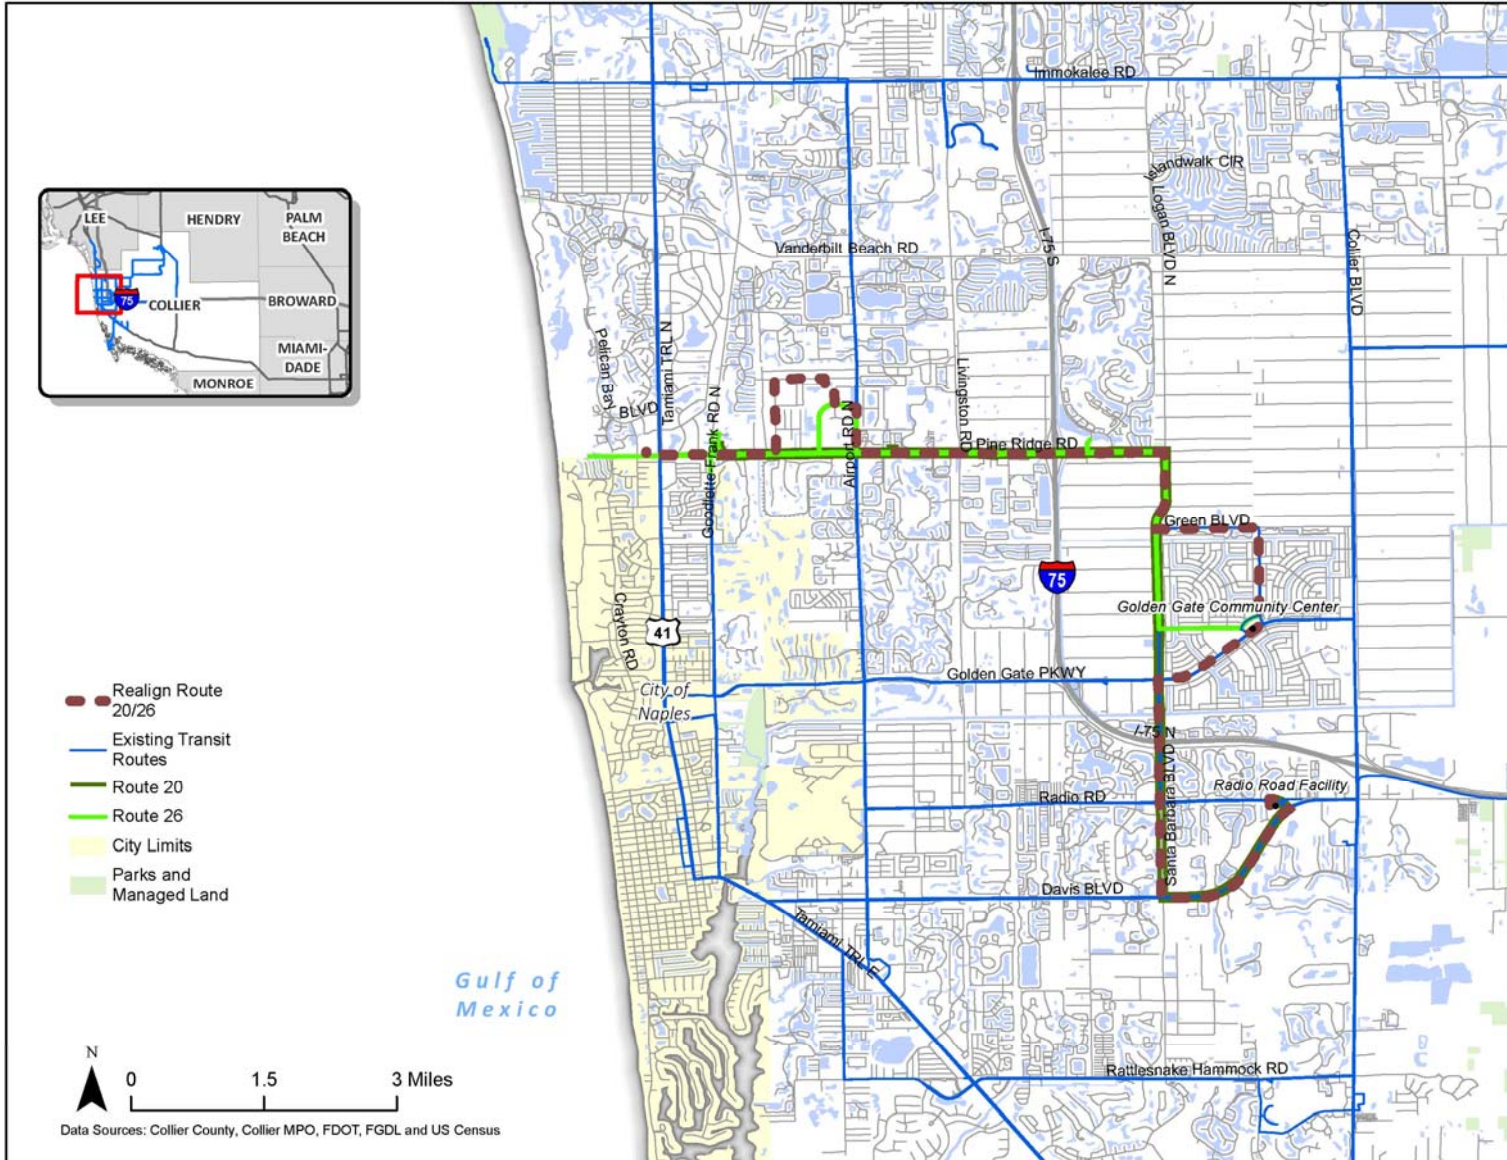 Immokalee RD
Islandwalk CIR
Logan BLVD N
LEE
HENDRY
PALM
BEACH
Vanderbilt Beach RD
I-75 S
Collier BLVD
75
COLLIER
BROWARD
MIAMI-
DADE
MONROE
Pelican Bay
BLVD
Tamiami TRL N
Goodlette-Frank RD N
Airport RD N
Livingston RD
Pine Ridge RD
Green BLVD
75
Golden Gate Community Center
Crayton RD
41
Golden Gate PKWY
City of
Naples
I-75 N
Santa Barbara BLVD
Radio Road Facility
Radio RD
Davis BLVD
Tamiami TRL E
Rattlesnake Hammock RD
Realign Route
20/26
Existing Transit
Routes
Route 20
Route 26
City Limits
Parks and
Managed Land
Gulf of
Mexico
N
0 1.5 3 Miles
Data Sources: Collier County, Collier MPO, FDOT, FGDL and US Census